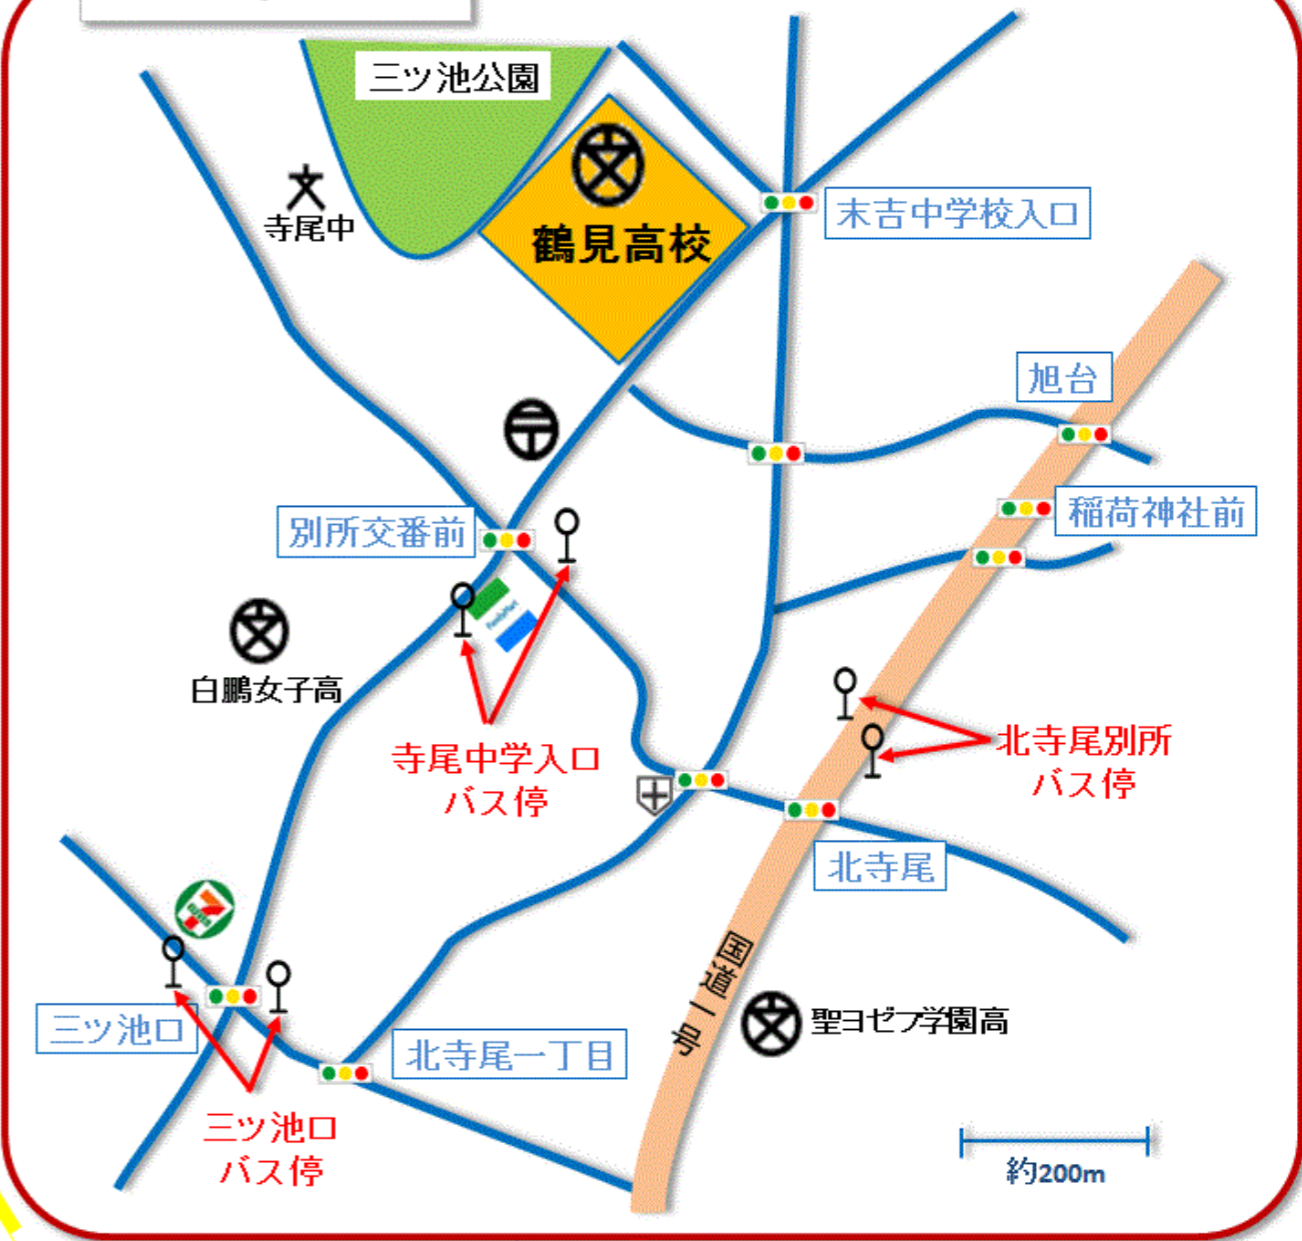 三ツ池公園
寺尾中
鶴見高校
末吉中学校入口
旭台
稲荷神社前
別所交番前
FamilyMart
白鵬女子高
寺尾中学入口
バス停
北寺尾別所
バス停
北寺尾
国道一号
聖ヨゼフ学園高
三ツ池口
北寺尾一丁目
三ツ池口
バス停
約200m